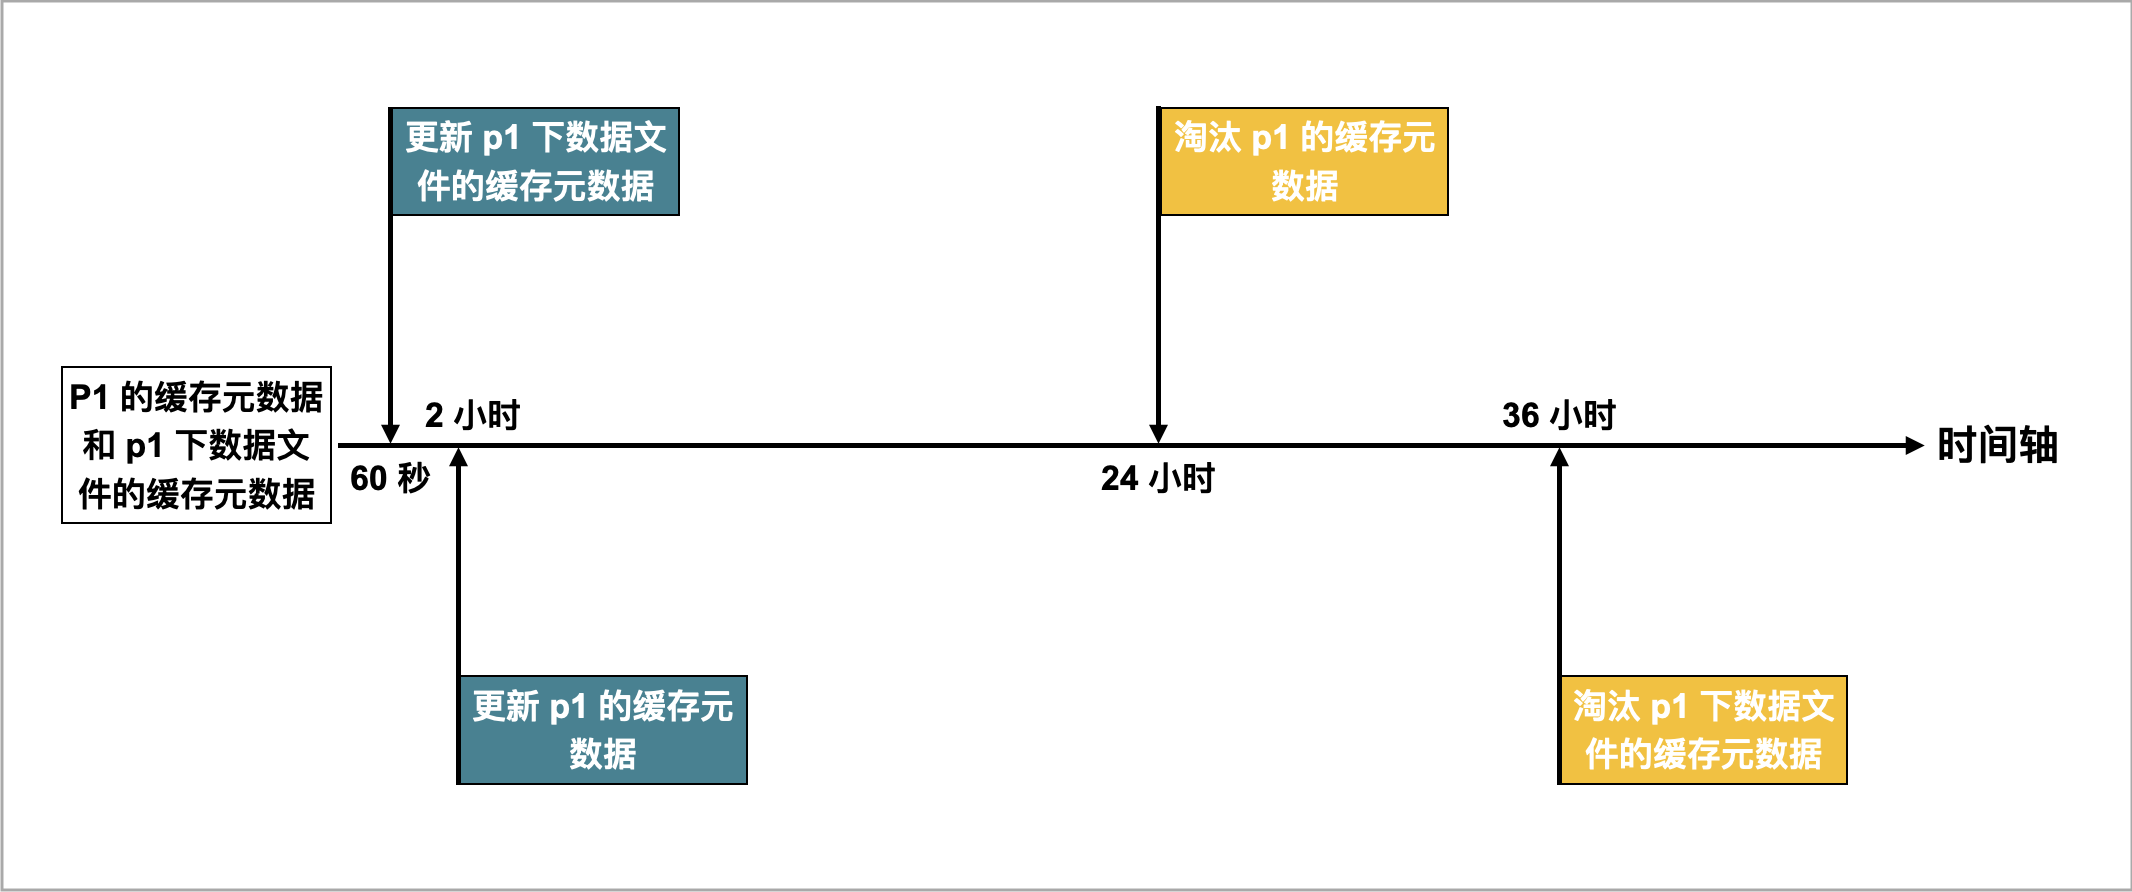 更新 p1 下数据文
件的缓存元数据
淘汰 p1 的缓存元
数据
P1 的缓存元数据
和 p1 下数据文
件的缓存元数据
2 小时
36 小时
时间轴
60 秒
24 小时
更新 p1 的缓存元
数据
淘汰 p1 下数据文
件的缓存元数据